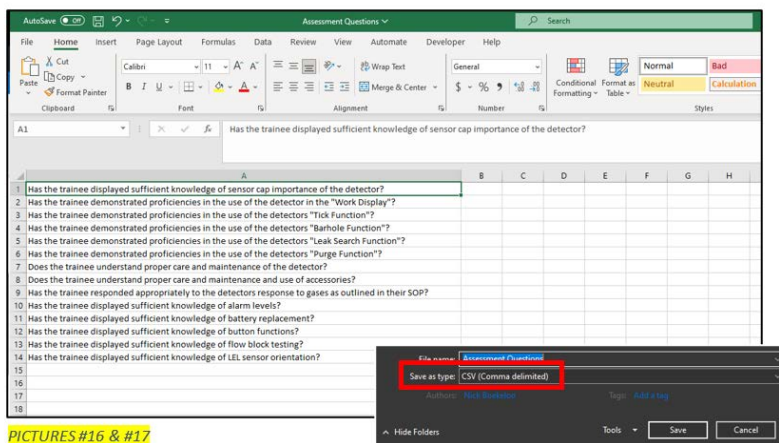 AutoSave Off Assessment Questions Search
File Home Insert Page Layout Formulas Data Review View Automate Developer Help
Cut
Copy
Paste Format Painter
Calibri 11 A A
B I U A
Wrap Text
Merge & Center
General
$ % 9
Conditional Formatting
Format as Table
Normal Bad
Neutral Calculation
Clipboard Font Alignment Number Styles
A1 fx Has the trainee displayed sufficient knowledge of sensor cap importance of the detector?
A B C D E F G H
1 Has the trainee displayed sufficient knowledge of sensor cap importance of the detector?
2 Has the trainee demonstrated proficiencies in the use of the detector in the "Work Display"?
3 Has the trainee demonstrated proficiencies in the use of the detectors "Tick Function"?
4 Has the trainee demonstrated proficiencies in the use of the detectors "Barhole Function"?
5 Has the trainee demonstrated proficiencies in the use of the detectors "Leak Search Function"?
6 Has the trainee demonstrated proficiencies in the use of the detectors "Purge Function"?
7 Does the trainee understand proper care and maintenance of the detector?
8 Does the trainee understand proper care and maintenance and use of accessories?
9 Has the trainee responded appropriately to the detectors response to gases as outlined in their SOP?
10 Has the trainee displayed sufficient knowledge of alarm levels?
11 Has the trainee displayed sufficient knowledge of battery replacement?
12 Has the trainee displayed sufficient knowledge of button functions?
13 Has the trainee displayed sufficient knowledge of flow block testing?
14 Has the trainee displayed sufficient knowledge of LEL sensor orientation?
15
16
17
18
File name: Assessment Questions
Save as type: CSV (Comma delimited)
Authors: Nick Tags: Add a tag
Hide Folders Tools Save Cancel
PICTURES #16 & #17